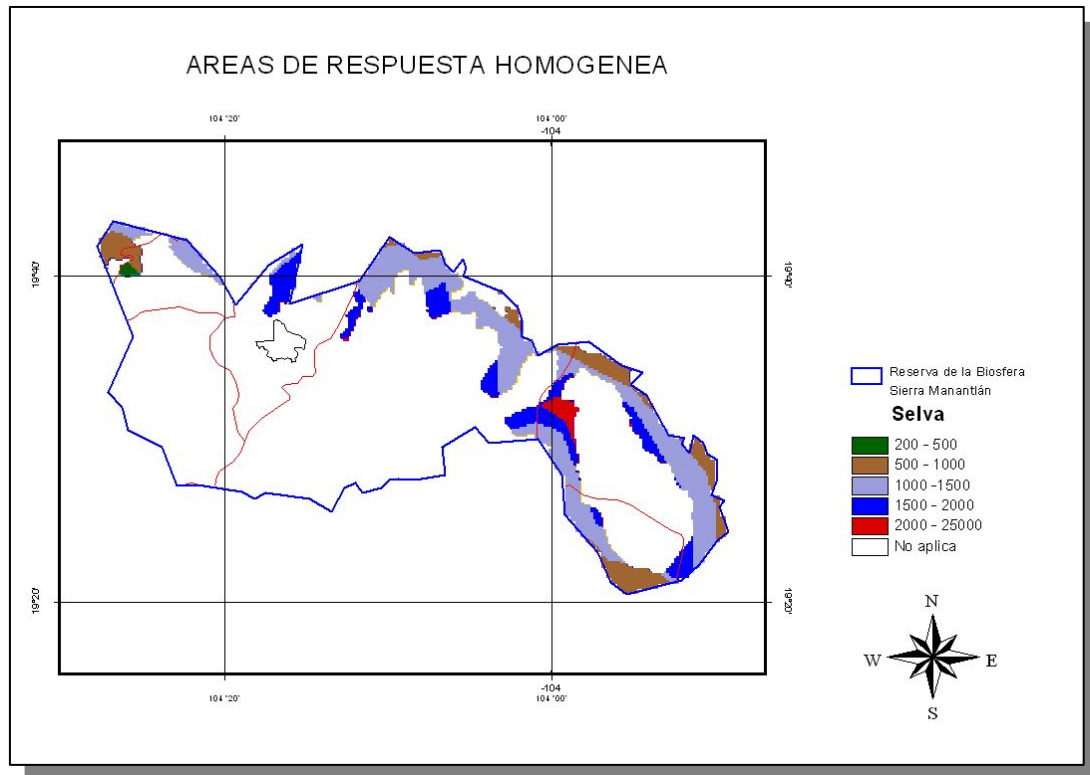 AREAS DE RESPUESTA HOMOGENEA
104 °20'
104 °00'
-104
19°40'
19°40'
Reserva de la Biosfera
Sierra Manantlán
Selva
200 - 500
500 - 1000
1000 -1500
1500 - 2000
2000 - 25000
No aplica
19°20'
19°20'
104 °20'
-104
104 °00'
N
W
E
S